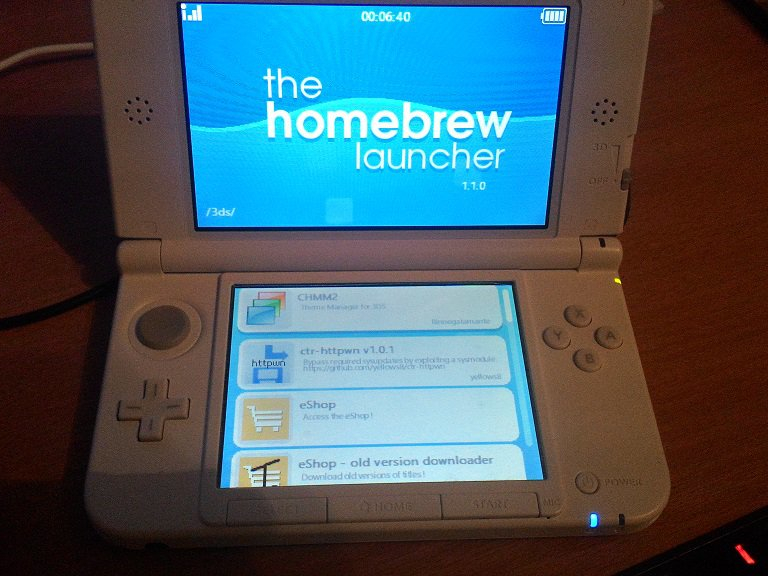 00:06:40
the
homebrew
launcher
1.1.0
/3ds/
3D
OFF
CHMM2
Theme Manager for 3DS
Rinnegatamante
ctr-httpwn v1.0.1
Bypass required sysupdates by exploiting a sysmodule.
https://github.com/yellows8/ctr-httpwn
yellows8
httpwn
eShop
Access the eShop!
eShop - old version downloader
Download old versions of titles!
X
Y
A
B
POWER
SELECT
HOME
START
MIC